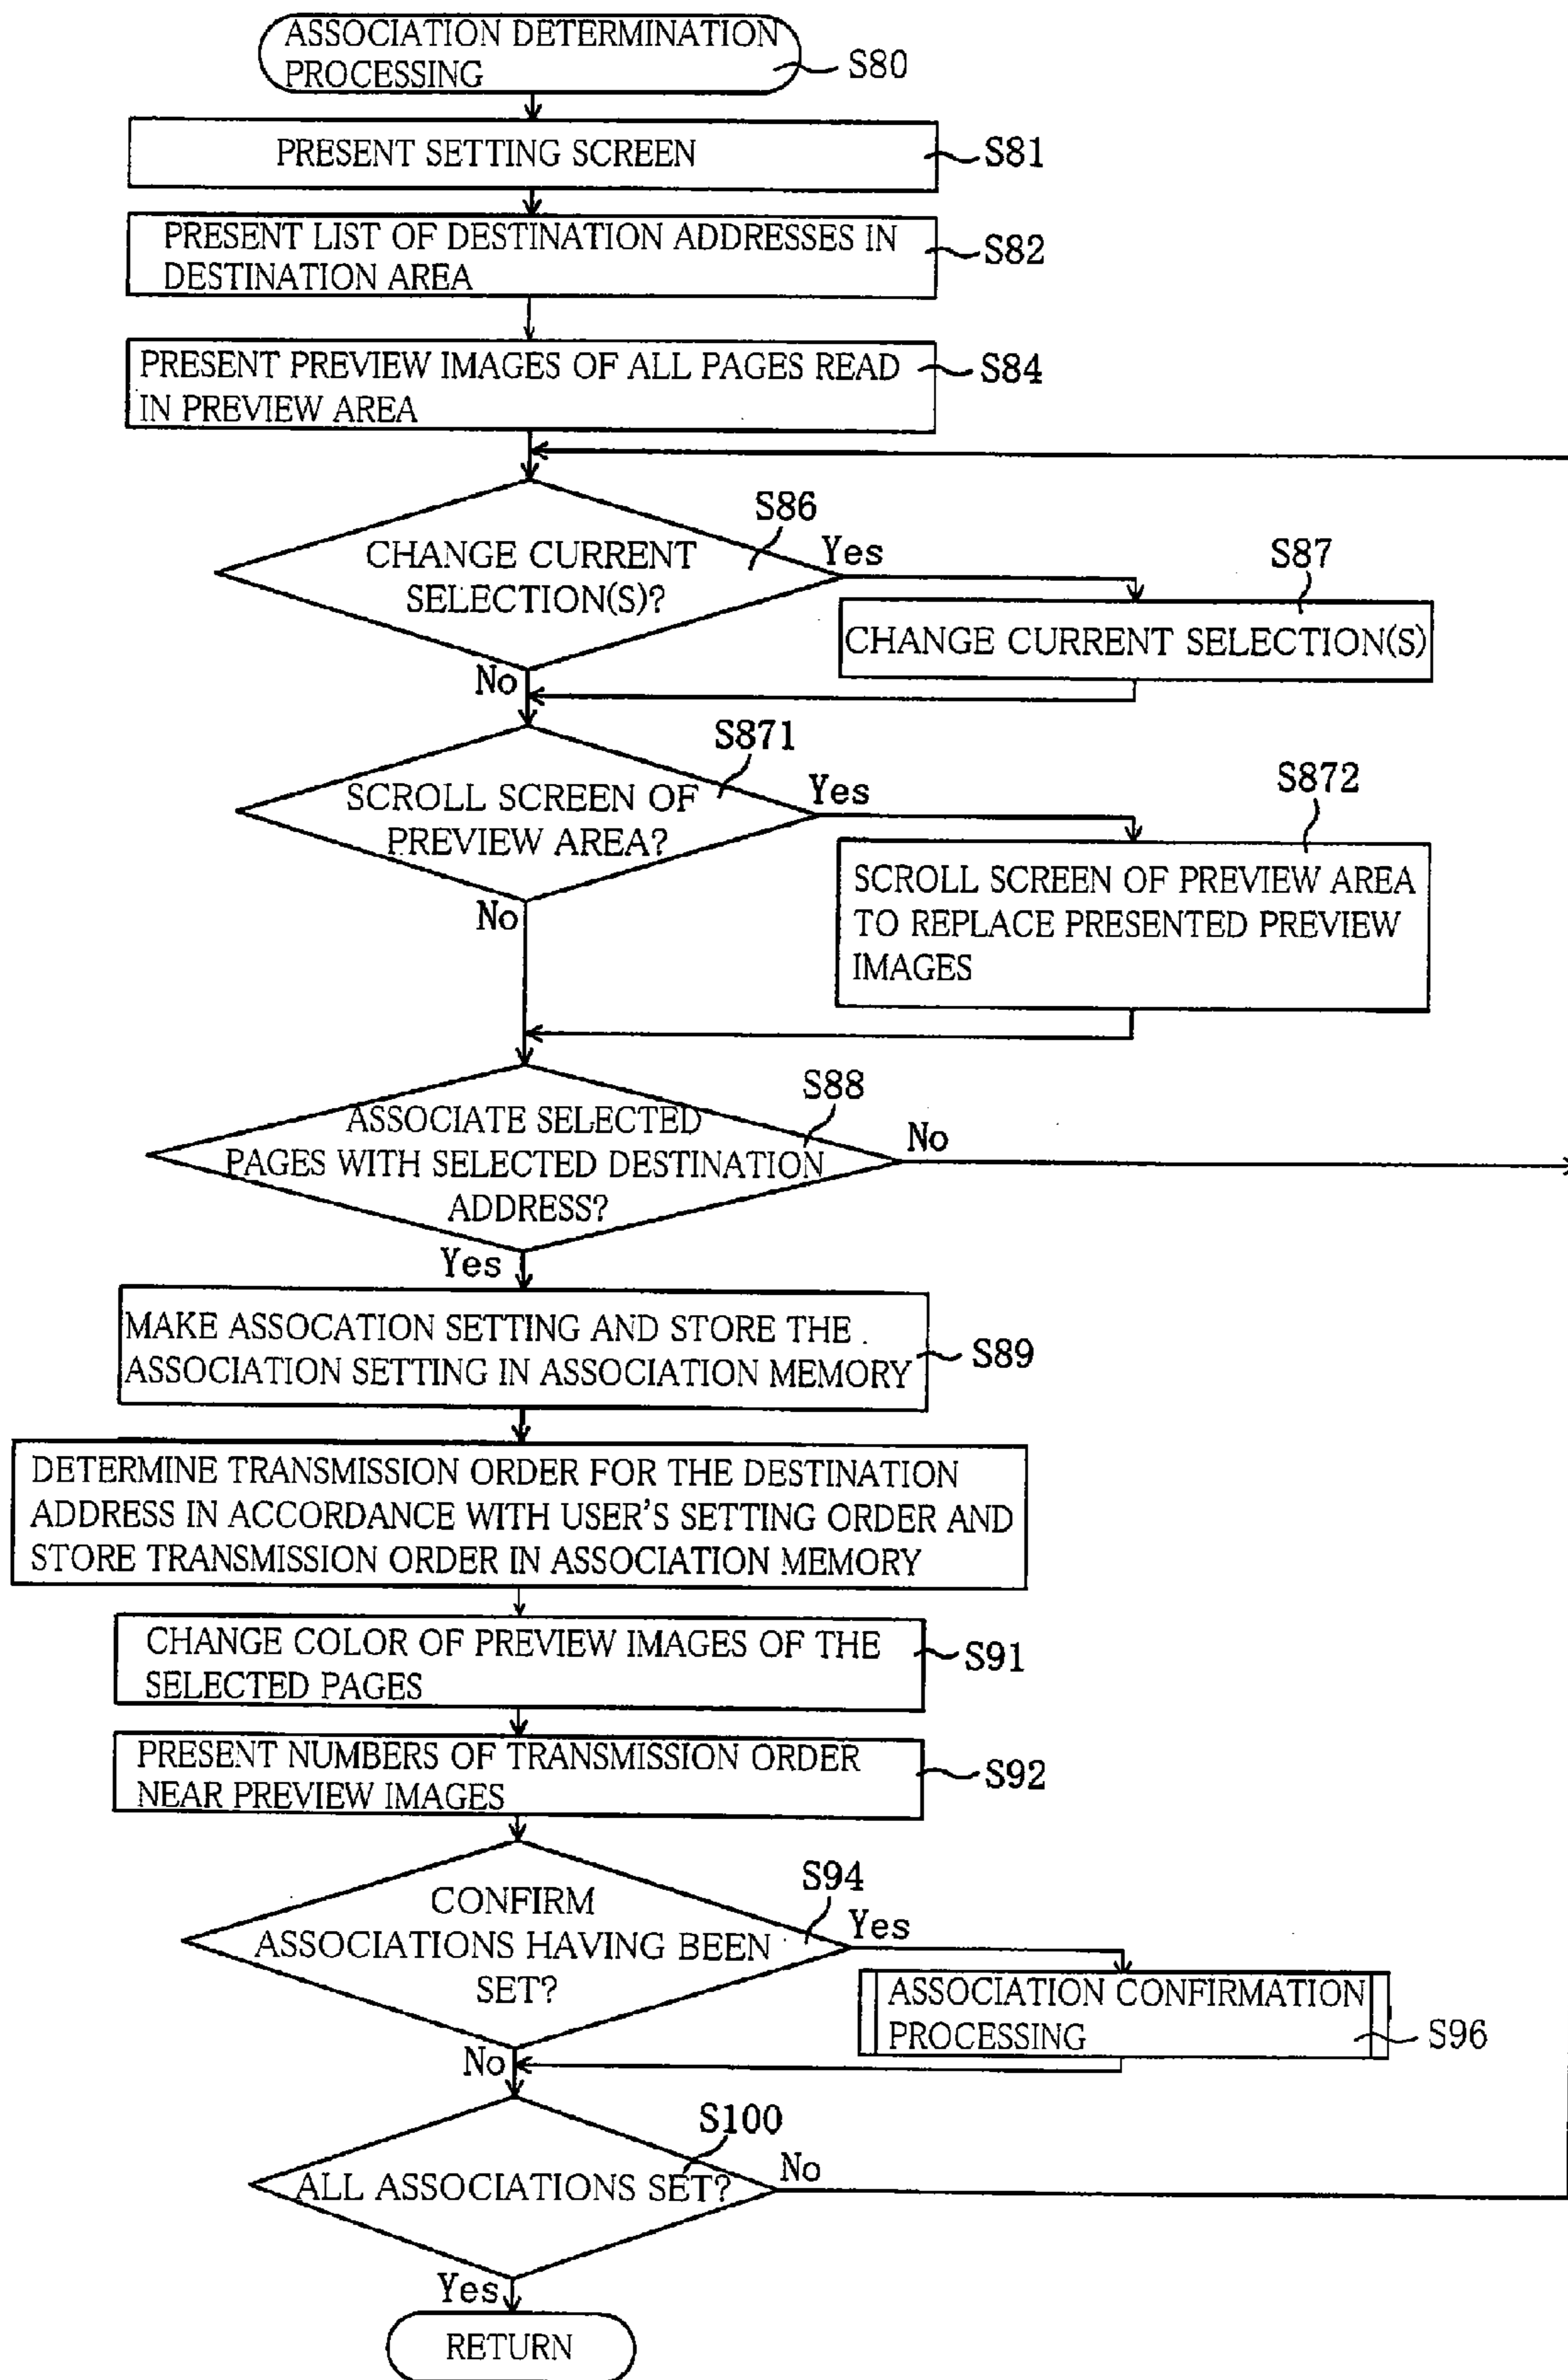 ASSOCIATION DETERMINATION
PROCESSING
S80
PRESENT SETTING SCREEN
S81
PRESENT LIST OF DESTINATION ADDRESSES IN
DESTINATION AREA
S82
PRESENT PREVIEW IMAGES OF ALL PAGES READ
IN PREVIEW AREA
S84
S86
CHANGE CURRENT
SELECTION(S)?
Yes
No
S87
CHANGE CURRENT SELECTION(S)
S871
SCROLL SCREEN OF
PREVIEW AREA?
Yes
No
S872
SCROLL SCREEN OF PREVIEW AREA
TO REPLACE PRESENTED PREVIEW
IMAGES
S88
ASSOCIATE SELECTED
PAGES WITH SELECTED DESTINATION
ADDRESS?
No
Yes
MAKE ASSOCATION SETTING AND STORE THE
ASSOCIATION SETTING IN ASSOCIATION MEMORY
S89
DETERMINE TRANSMISSION ORDER FOR THE DESTINATION
ADDRESS IN ACCORDANCE WITH USER'S SETTING ORDER AND
STORE TRANSMISSION ORDER IN ASSOCIATION MEMORY
CHANGE COLOR OF PREVIEW IMAGES OF THE
SELECTED PAGES
S91
PRESENT NUMBERS OF TRANSMISSION ORDER
NEAR PREVIEW IMAGES
S92
S94
CONFIRM
ASSOCIATIONS HAVING BEEN
SET?
Yes
No
ASSOCIATION CONFIRMATION
PROCESSING
S96
S100
ALL ASSOCIATIONS SET?
No
Yes
RETURN